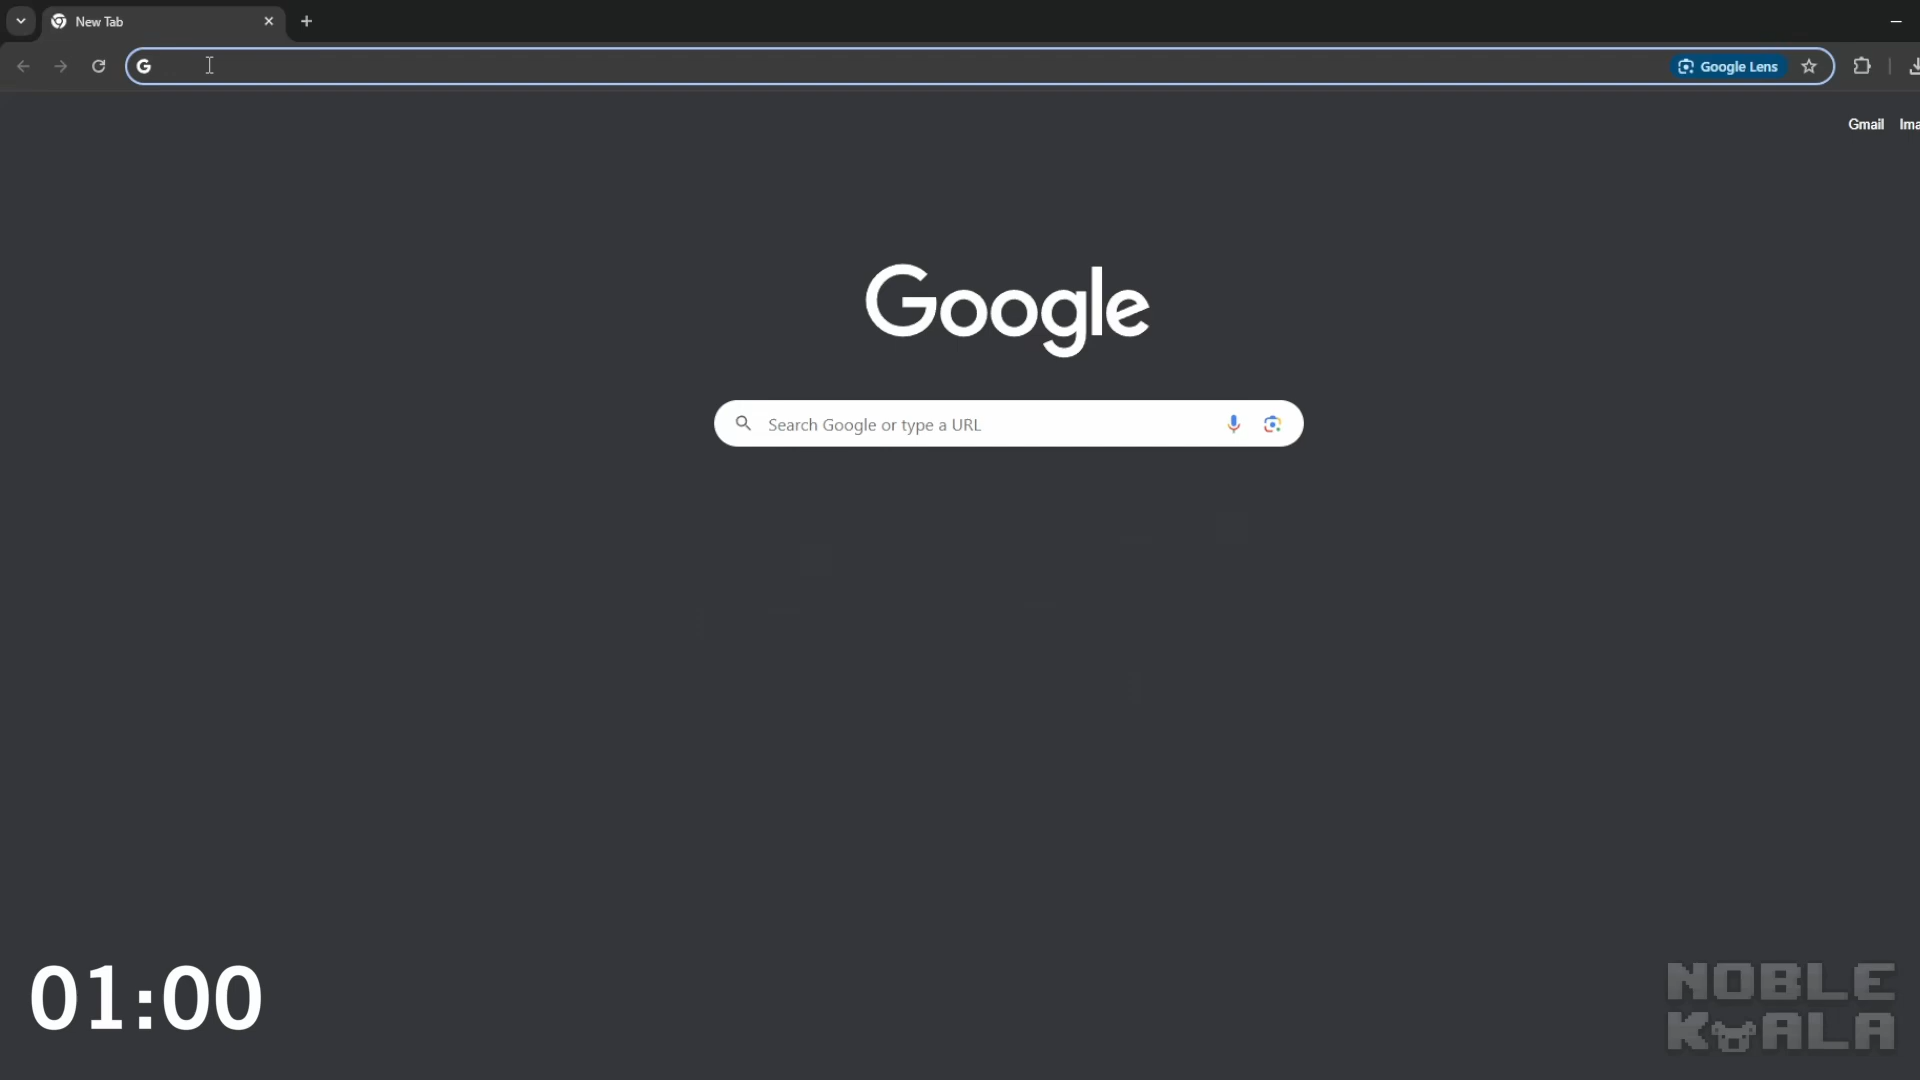 New Tab
Google Lens
Gmail Ima
Google
Search Google or type a URL
01:00
NOBLE
KOALA